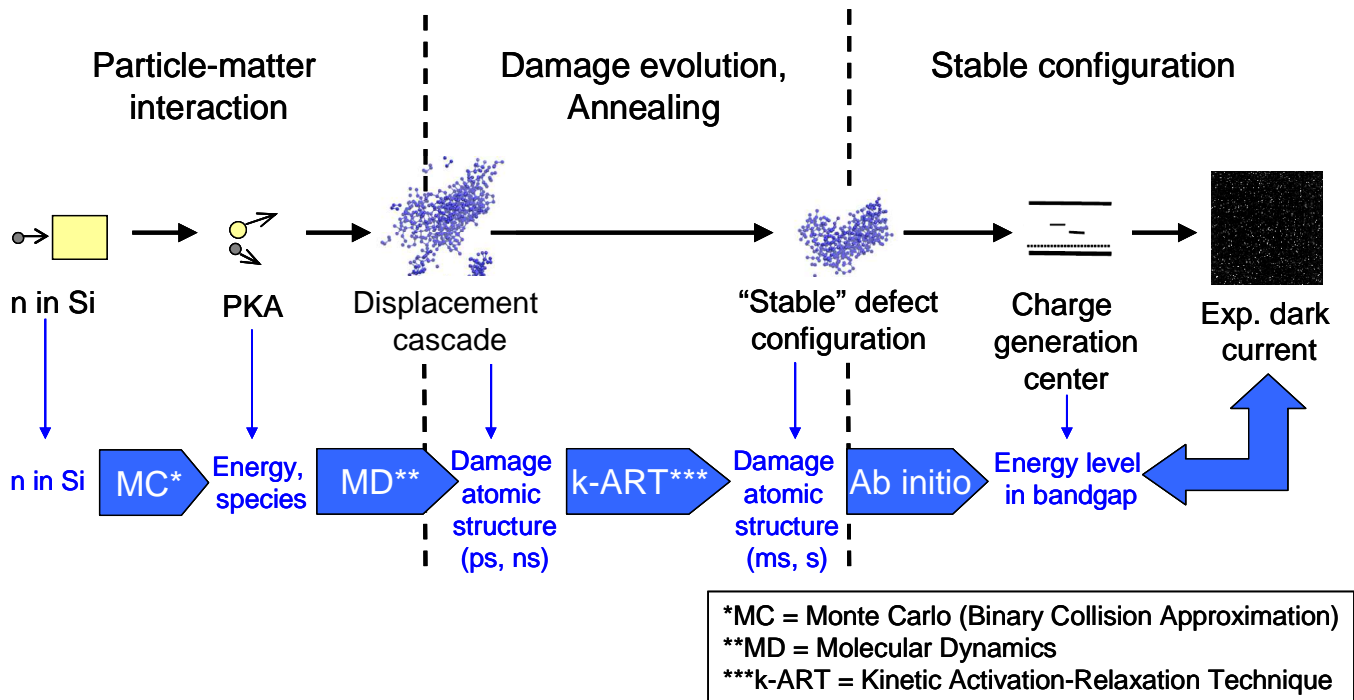 Particle-matter
interaction
Damage evolution,
Annealing
Stable configuration
n in Si
PKA
Displacement
cascade
“Stable” defect
configuration
Charge
generation
center
Exp. dark
current
n in Si
MC*
Energy,
species
MD**
Damage
atomic
structure
(ps, ns)
k-ART***
Damage
atomic
structure
(ms, s)
Ab initio
Energy level
in bandgap
*MC = Monte Carlo (Binary Collision Approximation)
**MD = Molecular Dynamics
***k-ART = Kinetic Activation-Relaxation Technique